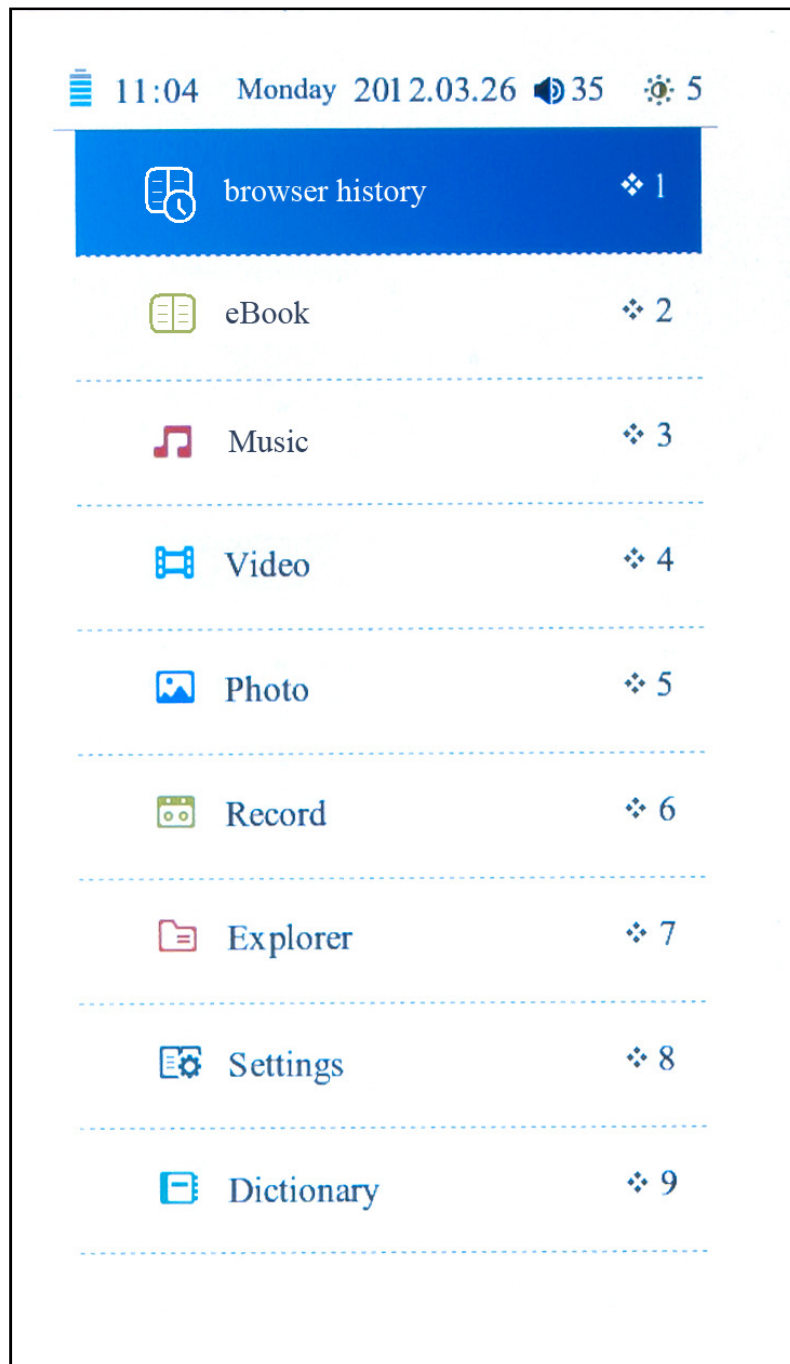 11:04 Monday 2012.03.26 35 5
browser history 1
eBook 2
Music 3
Video 4
Photo 5
Record 6
Explorer 7
Settings 8
Dictionary 9